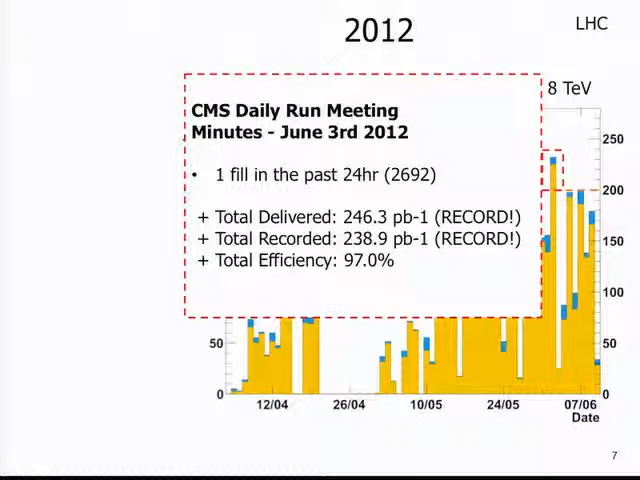 2012
LHC
8 TeV
CMS Daily Run Meeting
Minutes - June 3rd 2012
• 1 fill in the past 24hr (2692)
+ Total Delivered: 246.3 pb-1 (RECORD!)
+ Total Recorded: 238.9 pb-1 (RECORD!)
+ Total Efficiency: 97.0%
250
200
150
100
50 50
0 0
12/04 26/04 10/05 24/05 07/06
Date
7